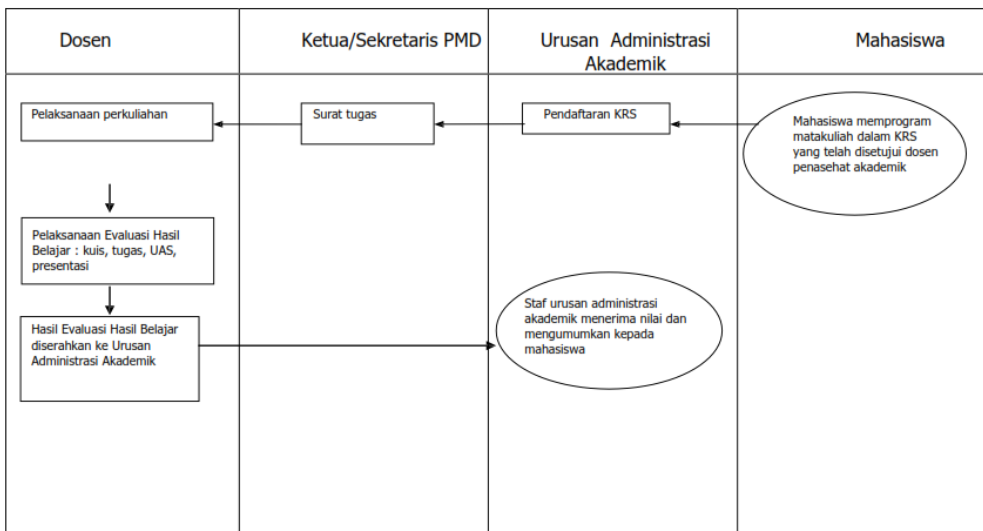 Dosen
Ketua/Sekretaris PMD
Urusan Administrasi
Akademik
Mahasiswa
Pelaksanaan perkuliahan
Surat tugas
Pendaftaran KRS
Mahasiswa memprogram
matakuliah dalam KRS
yang telah disetujui dosen
penasehat akademik
Pelaksanaan Evaluasi Hasil
Belajar : kuis, tugas, UAS,
presentasi
Hasil Evaluasi Hasil Belajar
diserahkan ke Urusan
Administrasi Akademik
Staf urusan administrasi
akademik menerima nilai dan
mengumumkan kepada
mahasiswa